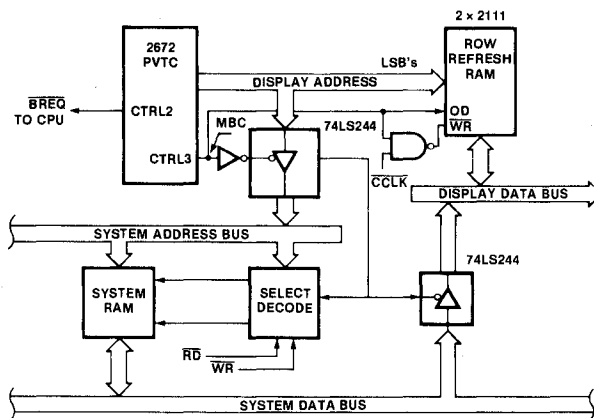 2 × 2111
2672
PVTC
LSB's
DISPLAY ADDRESS
ROW
REFRESH
RAM
BREQ
TO CPU
CTRL2
MBC
74LS244
OD
WR
CTRL3
CCLK
DISPLAY DATA BUS
SYSTEM ADDRESS BUS
74LS244
SYSTEM
RAM
SELECT
DECODE
RD
WR
SYSTEM DATA BUS